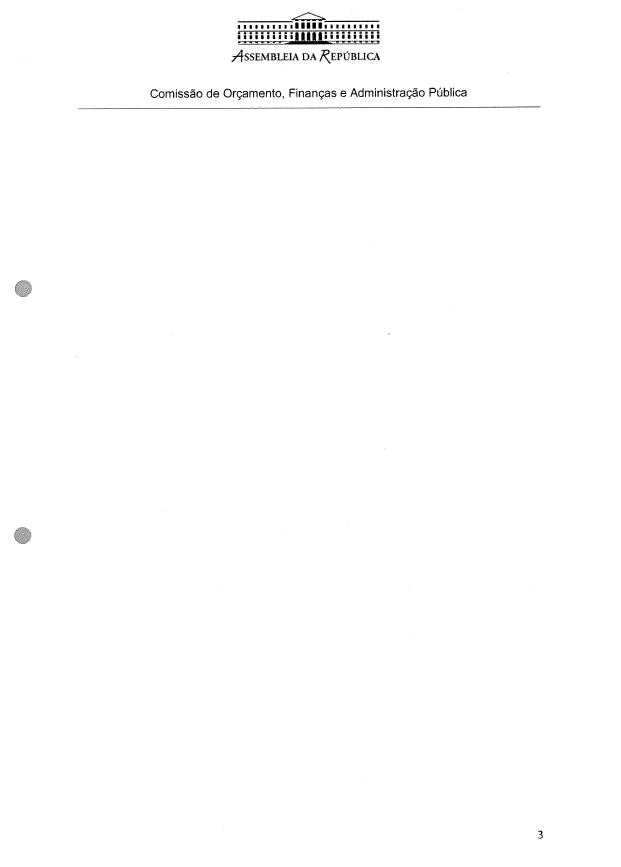 ASSEMBLEIA DA REPÚBLICA
Comissão de Orçamento, Finanças e Administração Pública
3